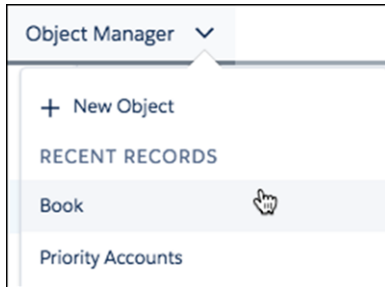 Object Manager
+ New Object
RECENT RECORDS
Book
Priority Accounts